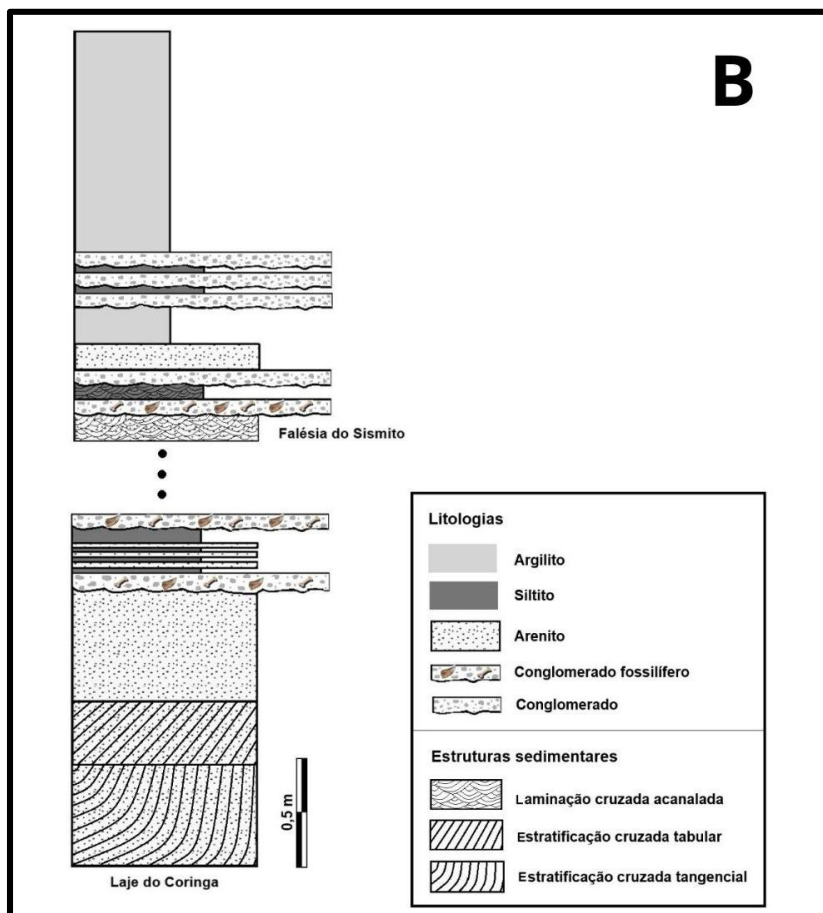 B
Falésia do Sismito
Litologias
Argilito
Siltito
Arenito
Conglomerado fossilífero
Conglomerado
Estruturas sedimentares
Laminação cruzada acanalada
Estratificação cruzada tabular
Estratificação cruzada tangencial
0,5 m
Laje do Coringa